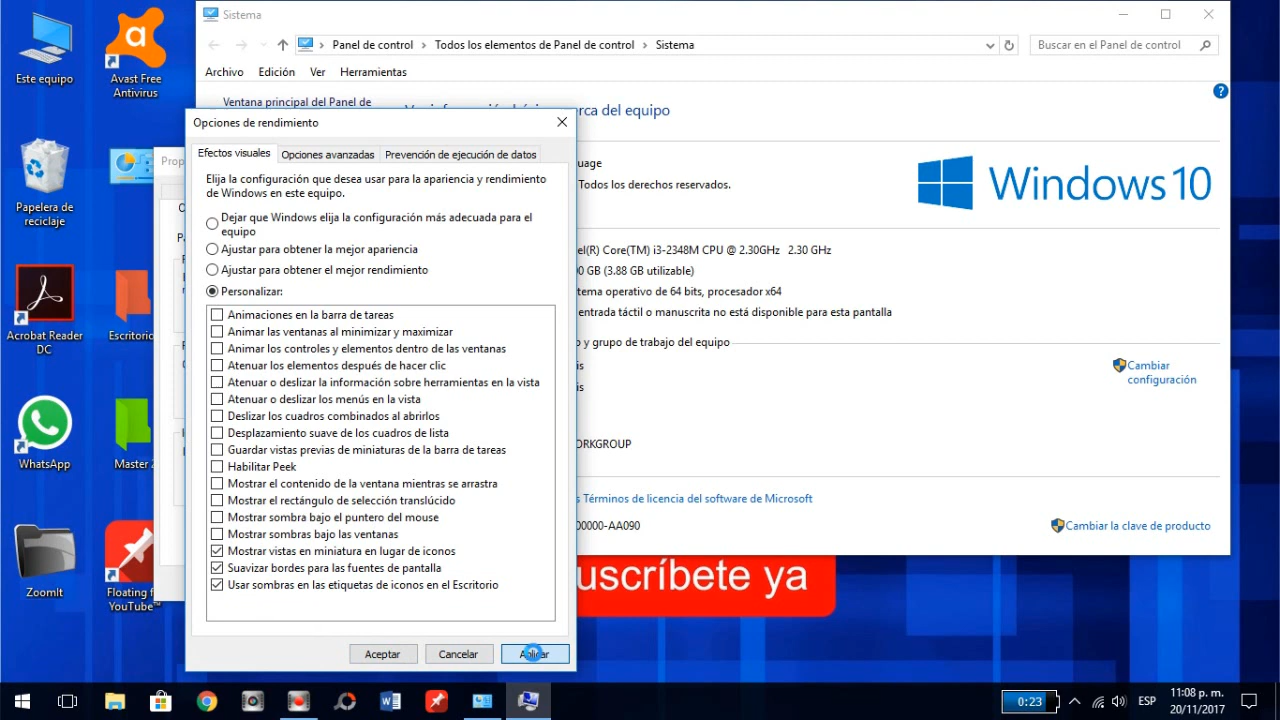 Este equipo
Avast Free
Antivirus
Papelera de
reciclaje
Acrobat Reader
DC
Escritorio
WhatsApp
Master
ZoomIt
Floating f
YouTube™
Sistema
Panel de control
Todos los elementos de Panel de control
Sistema
Buscar en el Panel de control
Archivo
Edición
Ver
Herramientas
Ventana principal del Panel de
rca del equipo
uage
Todos los derechos reservados.
Windows 10
el(R) Core(TM) i3-2348M CPU @ 2.30GHz 2.30 GHz
00 GB (3.88 GB utilizable)
tema operativo de 64 bits, procesador x64
entrada táctil o manuscrita no está disponible para esta pantalla
y grupo de trabajo del equipo
is
is
Cambiar
configuración
ORKGROUP
s Términos de licencia del software de Microsoft
00000-AA090
Cambiar la clave de producto
Prop
Opciones de rendimiento
Efectos visuales
Opciones avanzadas
Prevención de ejecución de datos
Elija la configuración que desea usar para la apariencia y rendimiento
de Windows en este equipo.
Dejar que Windows elija la configuración más adecuada para el
equipo
Ajustar para obtener la mejor apariencia
Ajustar para obtener el mejor rendimiento
Personalizar:
Animaciones en la barra de tareas
Animar las ventanas al minimizar y maximizar
Animar los controles y elementos dentro de las ventanas
Atenuar los elementos después de hacer clic
Atenuar o deslizar la información sobre herramientas en la vista
Atenuar o deslizar los menús en la vista
Deslizar los cuadros combinados al abrirlos
Desplazamiento suave de los cuadros de lista
Guardar vistas previas de miniaturas de la barra de tareas
Habilitar Peek
Mostrar el contenido de la ventana mientras se arrastra
Mostrar el rectángulo de selección translúcido
Mostrar sombra bajo el puntero del mouse
Mostrar sombras bajo las ventanas
Mostrar vistas en miniatura en lugar de iconos
Suavizar bordes para las fuentes de pantalla
Usar sombras en las etiquetas de iconos en el Escritorio
Aceptar
Cancelar
Aplicar
uscríbete ya
0:23
ESP
11:08 p. m.
20/11/2017